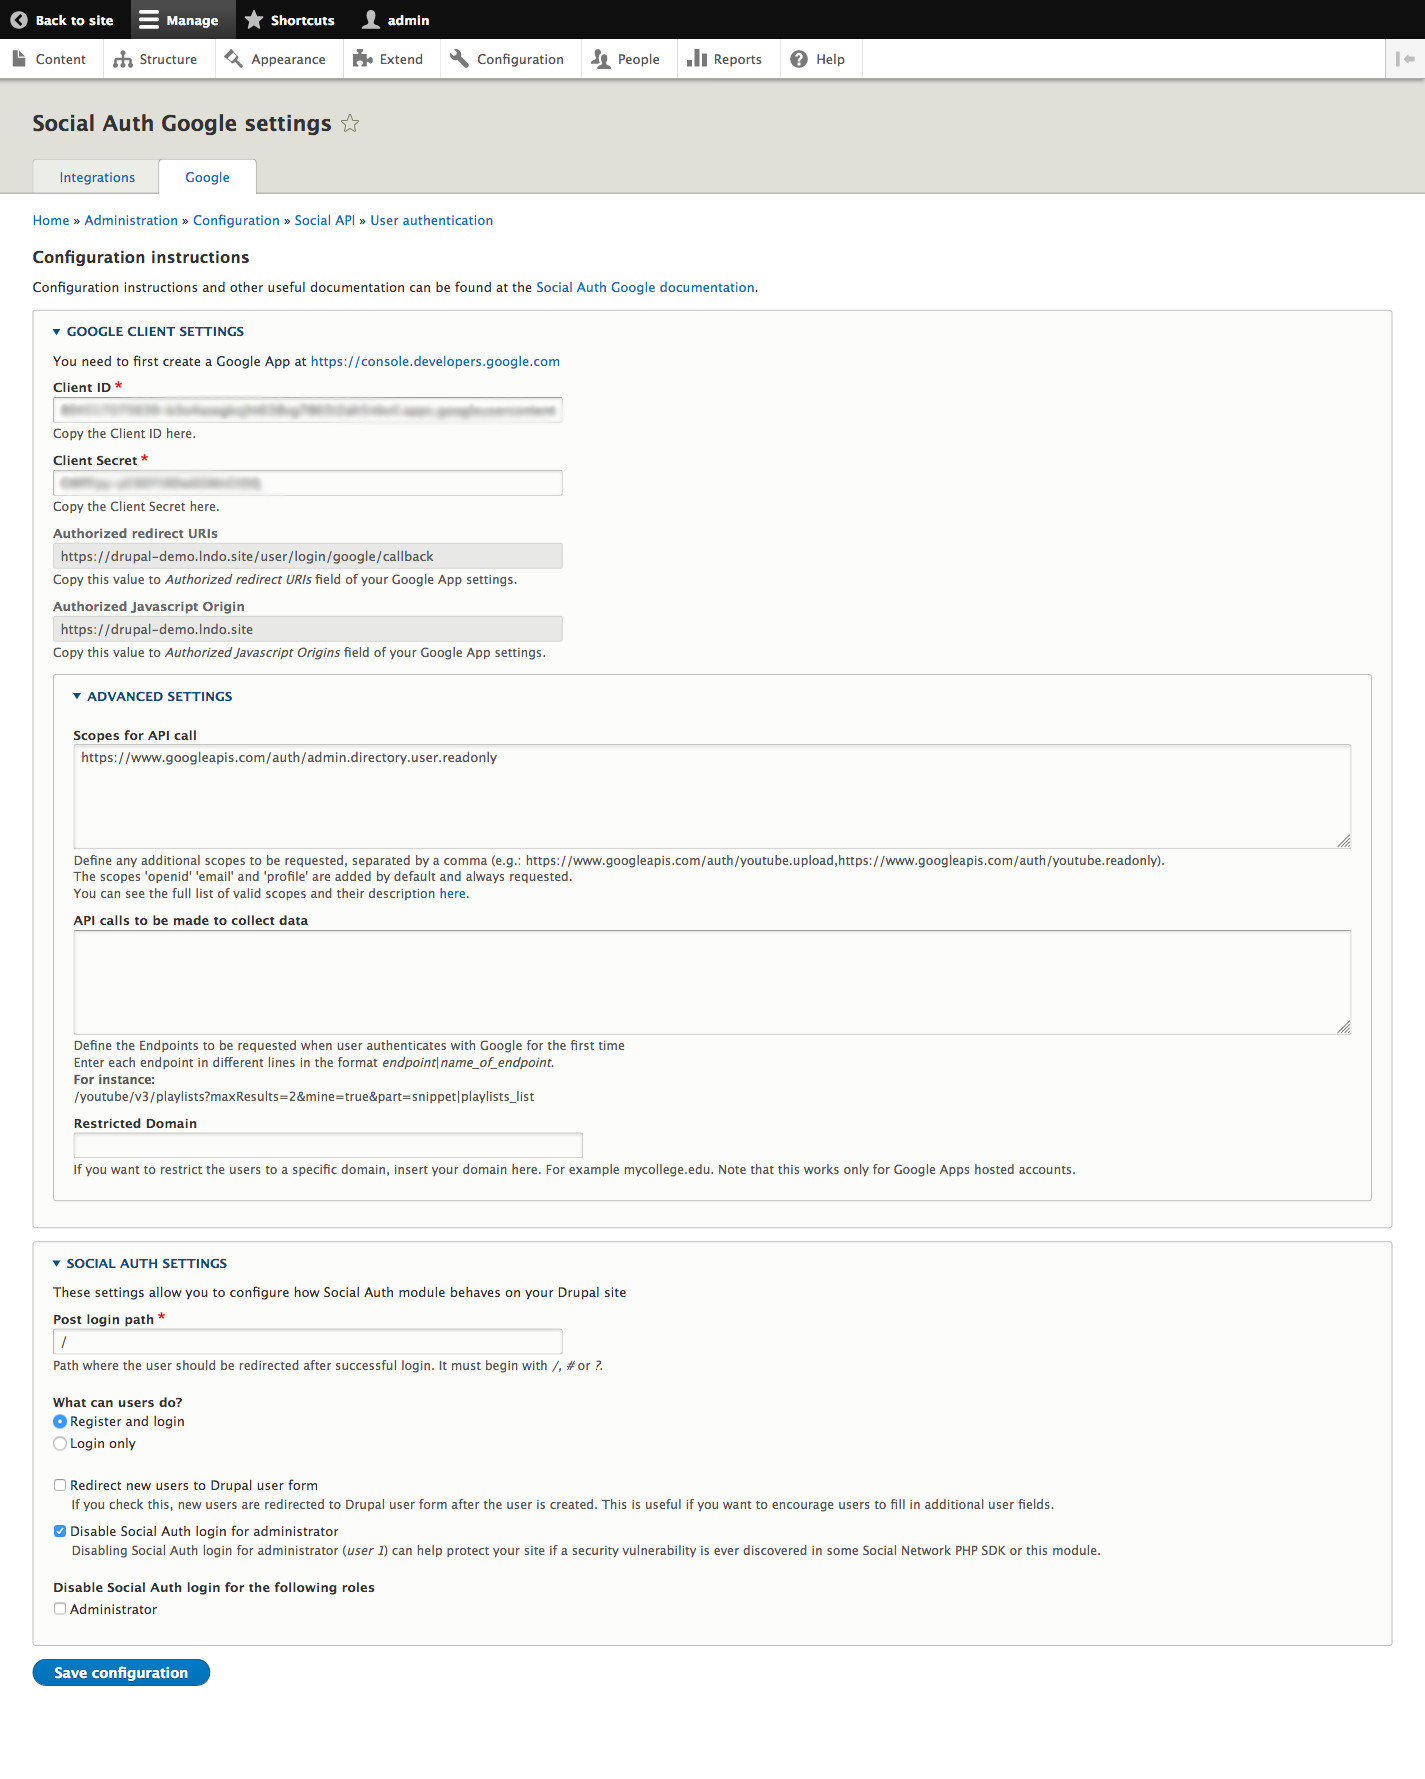 Back to site
Manage
Shortcuts
admin
Content
Structure
Appearance
Extend
Configuration
People
Reports
Help
Social Auth Google settings
Integrations
Google
Home » Administration » Configuration » Social API » User authentication
Configuration instructions
Configuration instructions and other useful documentation can be found at the Social Auth Google documentation.
GOOGLE CLIENT SETTINGS
You need to first create a Google App at https://console.developers.google.com
Client ID *
Copy the Client ID here.
Client Secret *
Copy the Client Secret here.
Authorized redirect URIs
https://drupal-demo.lndo.site/user/login/google/callback
Copy this value to Authorized redirect URIs field of your Google App settings.
Authorized Javascript Origin
https://drupal-demo.lndo.site
Copy this value to Authorized Javascript Origins field of your Google App settings.
ADVANCED SETTINGS
Scopes for API call
https://www.googleapis.com/auth/admin.directory.user.readonly
Define any additional scopes to be requested, separated by a comma (e.g.: https://www.googleapis.com/auth/youtube.upload,https://www.googleapis.com/auth/youtube.readonly).
The scopes 'openid' 'email' and 'profile' are added by default and always requested.
You can see the full list of valid scopes and their description here.
API calls to be made to collect data
Define the Endpoints to be requested when user authenticates with Google for the first time
Enter each endpoint in different lines in the format endpoint|name_of_endpoint.
For instance:
/youtube/v3/playlists?maxResults=2&mine=true&part=snippet|playlists_list
Restricted Domain
If you want to restrict the users to a specific domain, insert your domain here. For example mycollege.edu. Note that this works only for Google Apps hosted accounts.
SOCIAL AUTH SETTINGS
These settings allow you to configure how Social Auth module behaves on your Drupal site
Post login path *
/
Path where the user should be redirected after successful login. It must begin with /, # or ?.
What can users do?
Register and login
Login only
Redirect new users to Drupal user form
If you check this, new users are redirected to Drupal user form after the user is created. This is useful if you want to encourage users to fill in additional user fields.
Disable Social Auth login for administrator
Disabling Social Auth login for administrator (user 1) can help protect your site if a security vulnerability is ever discovered in some Social Network PHP SDK or this module.
Disable Social Auth login for the following roles
Administrator
Save configuration